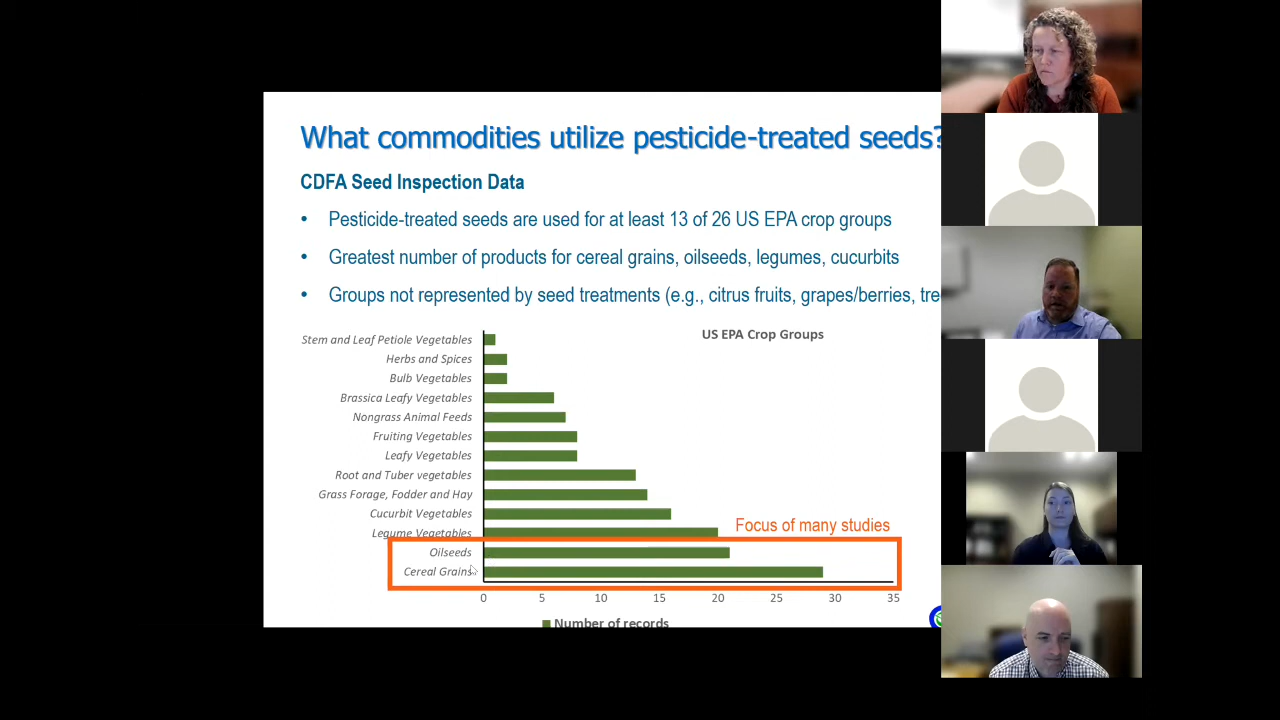 What commodities utilize pesticide-treated seeds?
CDFA Seed Inspection Data
• Pesticide-treated seeds are used for at least 13 of 26 US EPA crop groups
• Greatest number of products for cereal grains, oilseeds, legumes, cucurbits
• Groups not represented by seed treatments (e.g., citrus fruits, grapes/berries, tre
US EPA Crop Groups
Stem and Leaf Petiole Vegetables
Herbs and Spices
Bulb Vegetables
Brassica Leafy Vegetables
Nongrass Animal Feeds
Fruiting Vegetables
Leafy Vegetables
Root and Tuber vegetables
Grass Forage, Fodder and Hay
Cucurbit Vegetables
Legume Vegetables
Focus of many studies
Oilseeds
Cereal Grains
0 5 10 15 20 25 30 35
Number of records